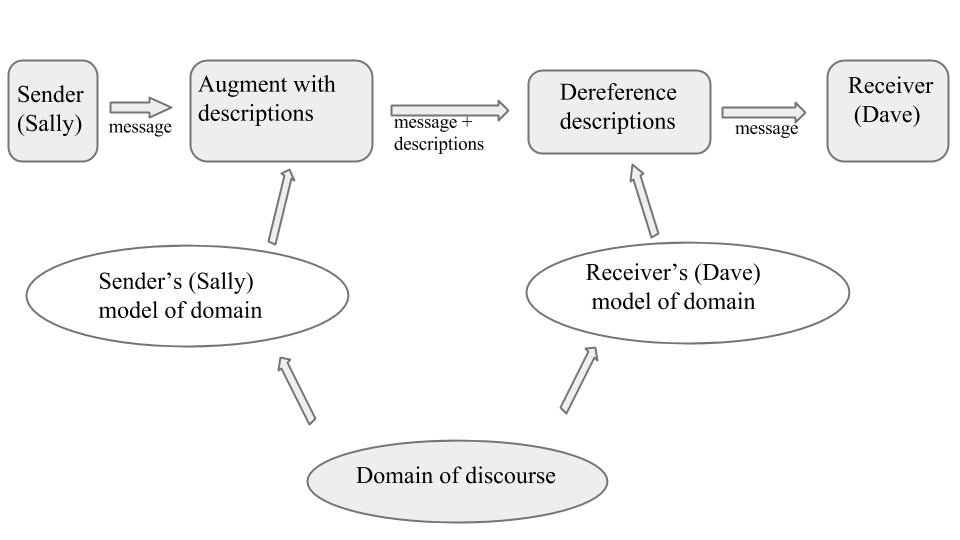 Sender
(Sally)
message
Augment with
descriptions
message +
descriptions
Dereference
descriptions
message
Receiver
(Dave)
Sender’s (Sally)
model of domain
Receiver’s (Dave)
model of domain
Domain of discourse